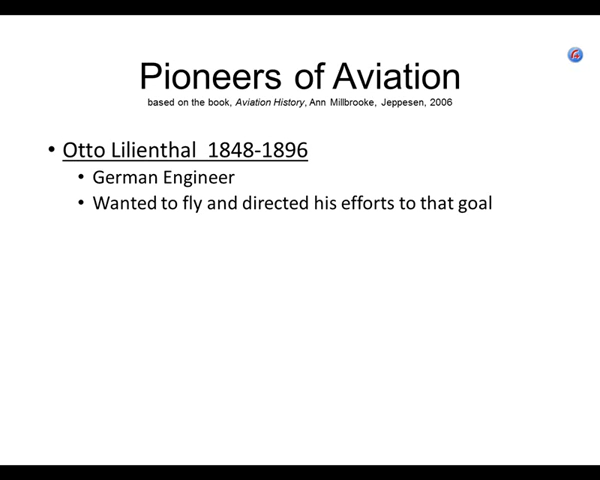 Pioneers of Aviation
based on the book, Aviation History, Ann Millbrooke, Jeppesen, 2006
• Otto Lilienthal 1848-1896
• German Engineer
• Wanted to fly and directed his efforts to that goal